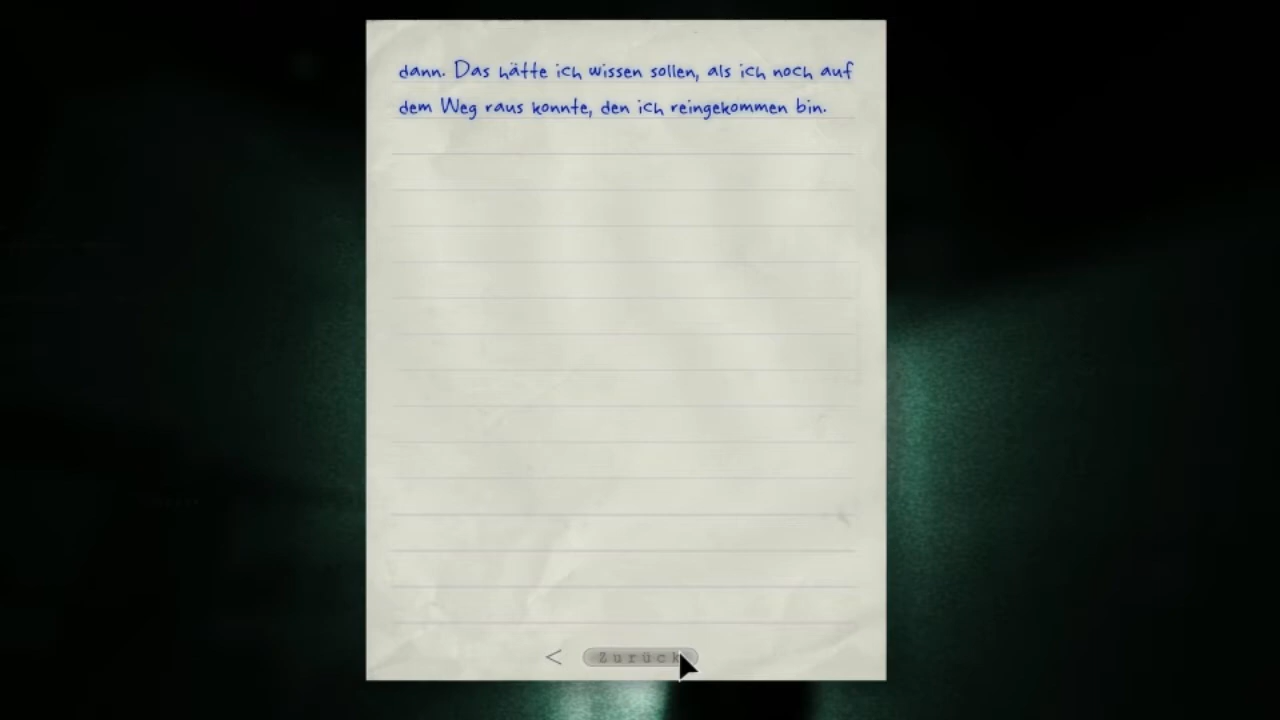 dann. Das hätte ich wissen sollen, als ich noch auf
dem Weg raus konnte, den ich reingekommen bin.
< Zurück